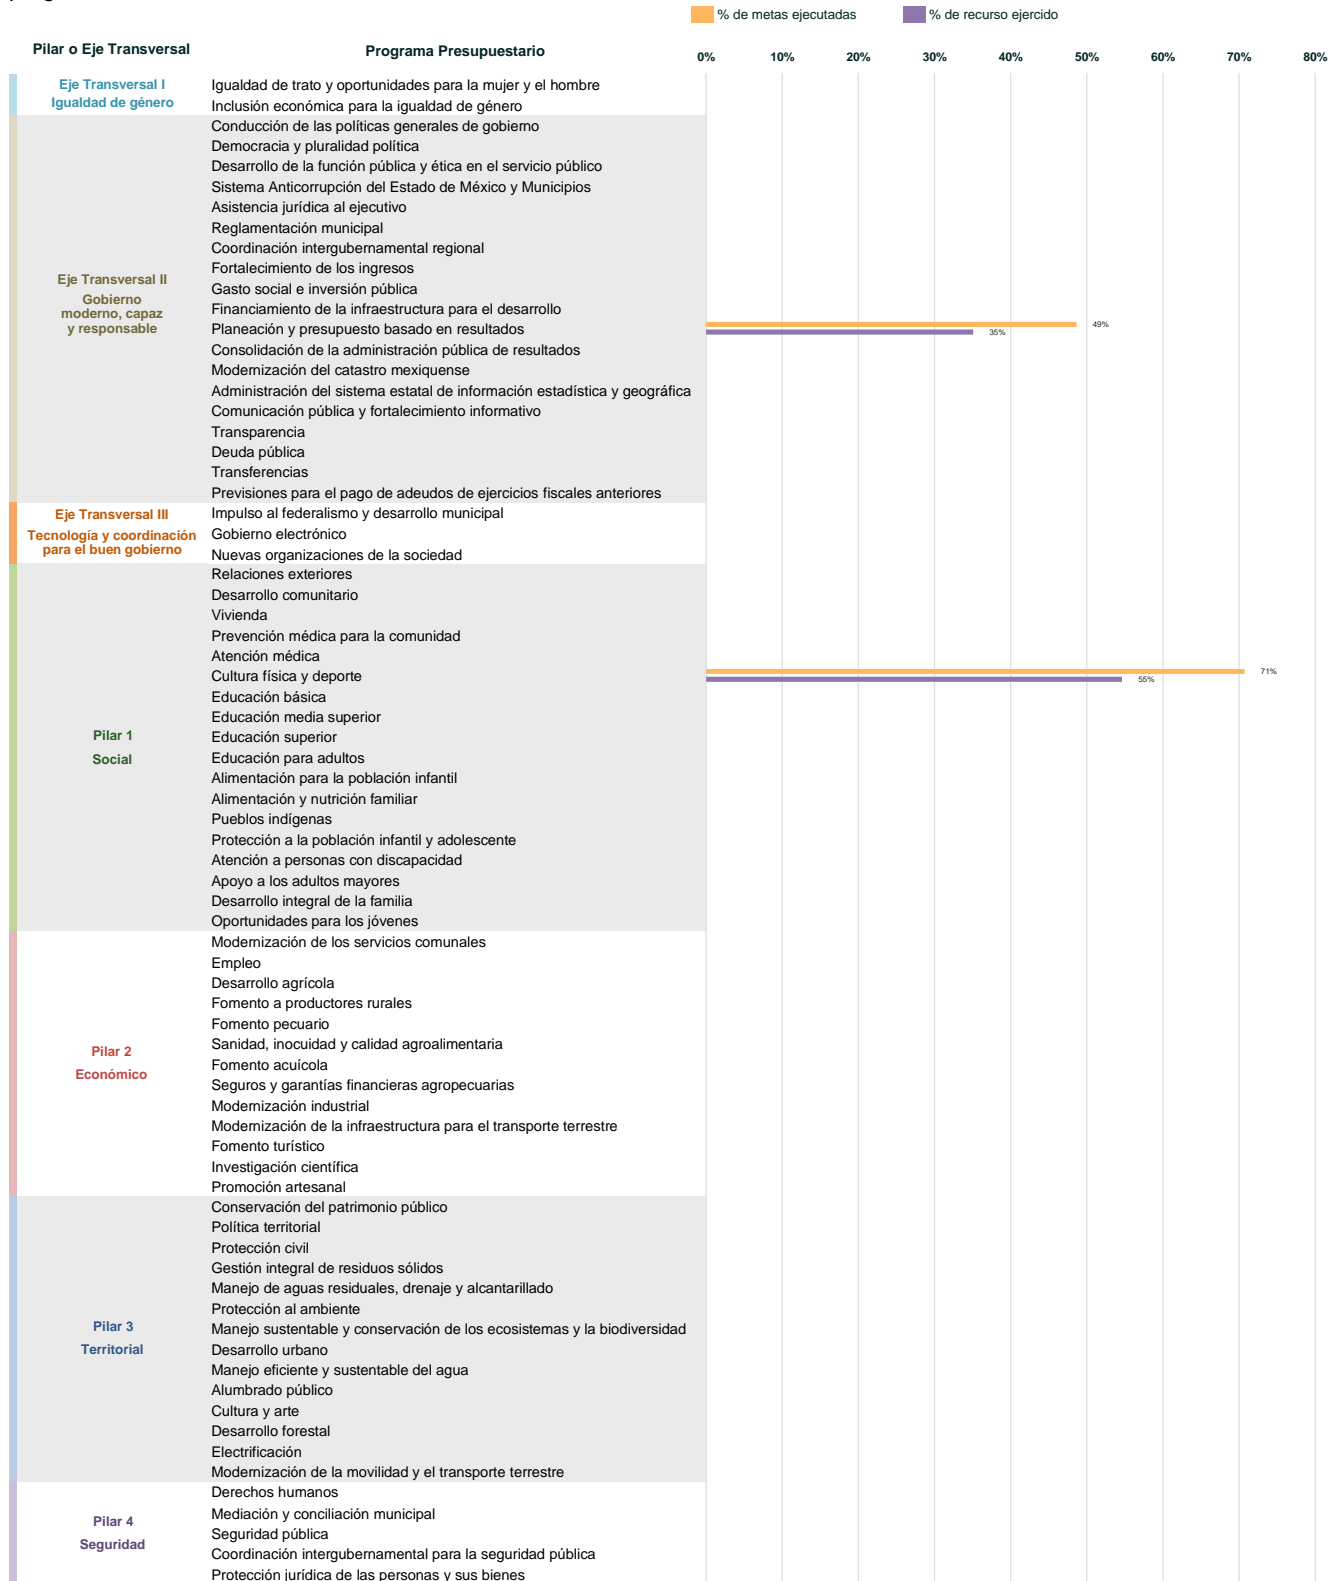 % de metas ejecutadas
% de recurso ejercido
Pilar o Eje Transversal
Programa Presupuestario
0%
10%
20%
30%
40%
50%
60%
70%
80%
Eje Transversal I
Igualdad de género
Igualdad de trato y oportunidades para la mujer y el hombre
Inclusión económica para la igualdad de género
Eje Transversal II
Gobierno
moderno, capaz
y responsable
Conducción de las políticas generales de gobierno
Democracia y pluralidad política
Desarrollo de la función pública y ética en el servicio público
Sistema Anticorrupción del Estado de México y Municipios
Asistencia jurídica al ejecutivo
Reglamentación municipal
Coordinación intergubernamental regional
Fortalecimiento de los ingresos
Gasto social e inversión pública
Financiamiento de la infraestructura para el desarrollo
Planeación y presupuesto basado en resultados
49%
35%
Consolidación de la administración pública de resultados
Modernización del catastro mexiquense
Administración del sistema estatal de información estadística y geográfica
Comunicación pública y fortalecimiento informativo
Transparencia
Deuda pública
Transferencias
Previsiones para el pago de adeudos de ejercicios fiscales anteriores
Eje Transversal III
Tecnología y coordinación
para el buen gobierno
Impulso al federalismo y desarrollo municipal
Gobierno electrónico
Nuevas organizaciones de la sociedad
Pilar 1
Social
Relaciones exteriores
Desarrollo comunitario
Vivienda
Prevención médica para la comunidad
Atención médica
Cultura física y deporte
71%
55%
Educación básica
Educación media superior
Educación superior
Educación para adultos
Alimentación para la población infantil
Alimentación y nutrición familiar
Pueblos indígenas
Protección a la población infantil y adolescente
Atención a personas con discapacidad
Apoyo a los adultos mayores
Desarrollo integral de la familia
Oportunidades para los jóvenes
Pilar 2
Económico
Modernización de los servicios comunales
Empleo
Desarrollo agrícola
Fomento a productores rurales
Fomento pecuario
Sanidad, inocuidad y calidad agroalimentaria
Fomento acuícola
Seguros y garantías financieras agropecuarias
Modernización industrial
Modernización de la infraestructura para el transporte terrestre
Fomento turístico
Investigación científica
Promoción artesanal
Pilar 3
Territorial
Conservación del patrimonio público
Política territorial
Protección civil
Gestión integral de residuos sólidos
Manejo de aguas residuales, drenaje y alcantarillado
Protección al ambiente
Manejo sustentable y conservación de los ecosistemas y la biodiversidad
Desarrollo urbano
Manejo eficiente y sustentable del agua
Alumbrado público
Cultura y arte
Desarrollo forestal
Electrificación
Modernización de la movilidad y el transporte terrestre
Pilar 4
Seguridad
Derechos humanos
Mediación y conciliación municipal
Seguridad pública
Coordinación intergubernamental para la seguridad pública
Protección jurídica de las personas y sus bienes